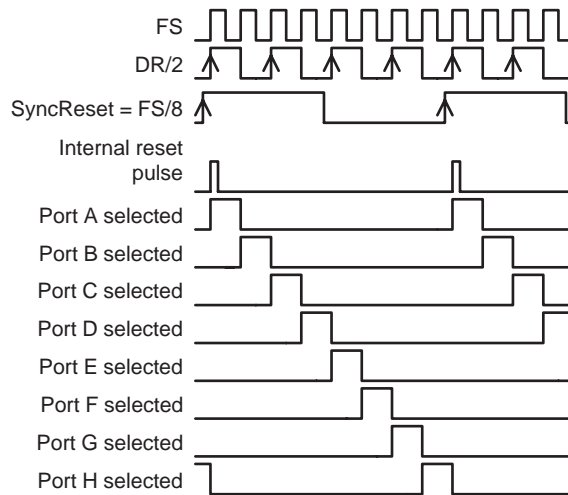 FS
DR/2
SyncReset = FS/8
Internal reset
pulse
Port A selected
Port B selected
Port C selected
Port D selected
Port E selected
Port F selected
Port G selected
Port H selected